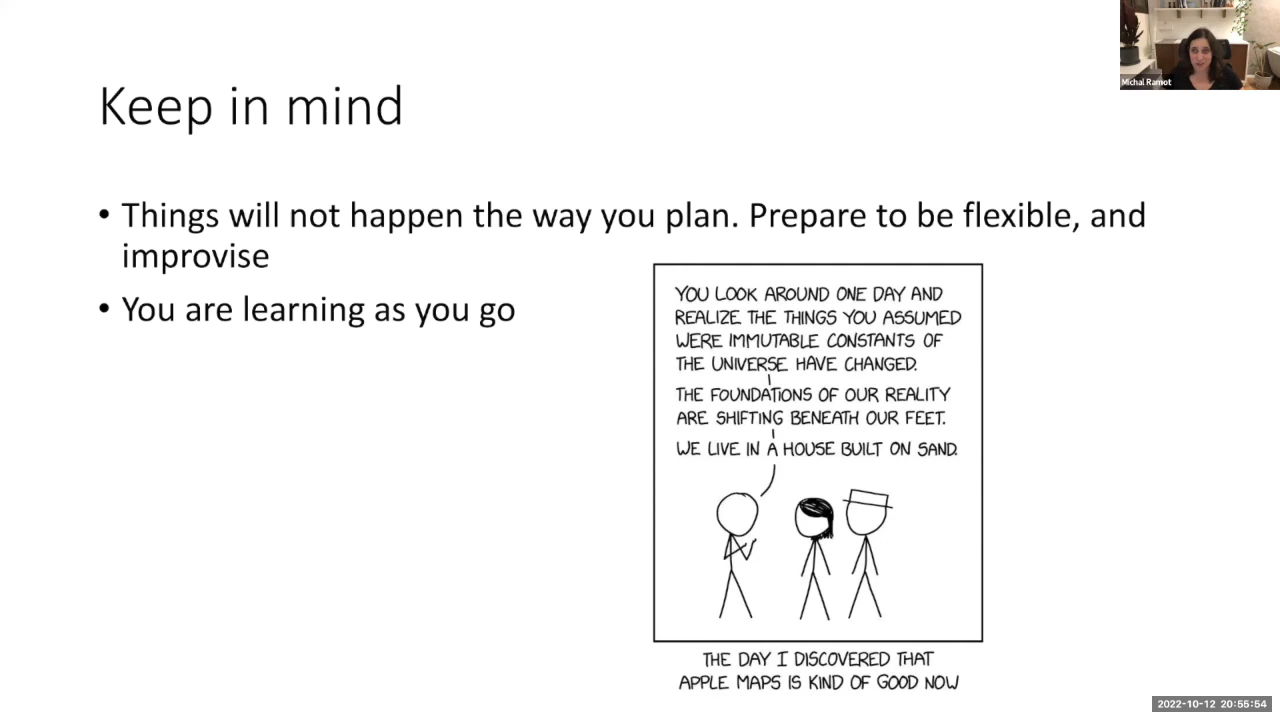 Michal Ramot
Keep in mind
• Things will not happen the way you plan. Prepare to be flexible, and
improvise
• You are learning as you go
YOU LOOK AROUND ONE DAY AND
REALIZE THE THINGS YOU ASSUMED
WERE IMMUTABLE CONSTANTS OF
THE UNIVERSE HAVE CHANGED.
THE FOUNDATIONS OF OUR REALITY
ARE SHIFTING BENEATH OUR FEET.
WE LIVE IN A HOUSE BUILT ON SAND.
THE DAY I DISCOVERED THAT
APPLE MAPS IS KIND OF GOOD NOW
2022-10-12 20:55:54